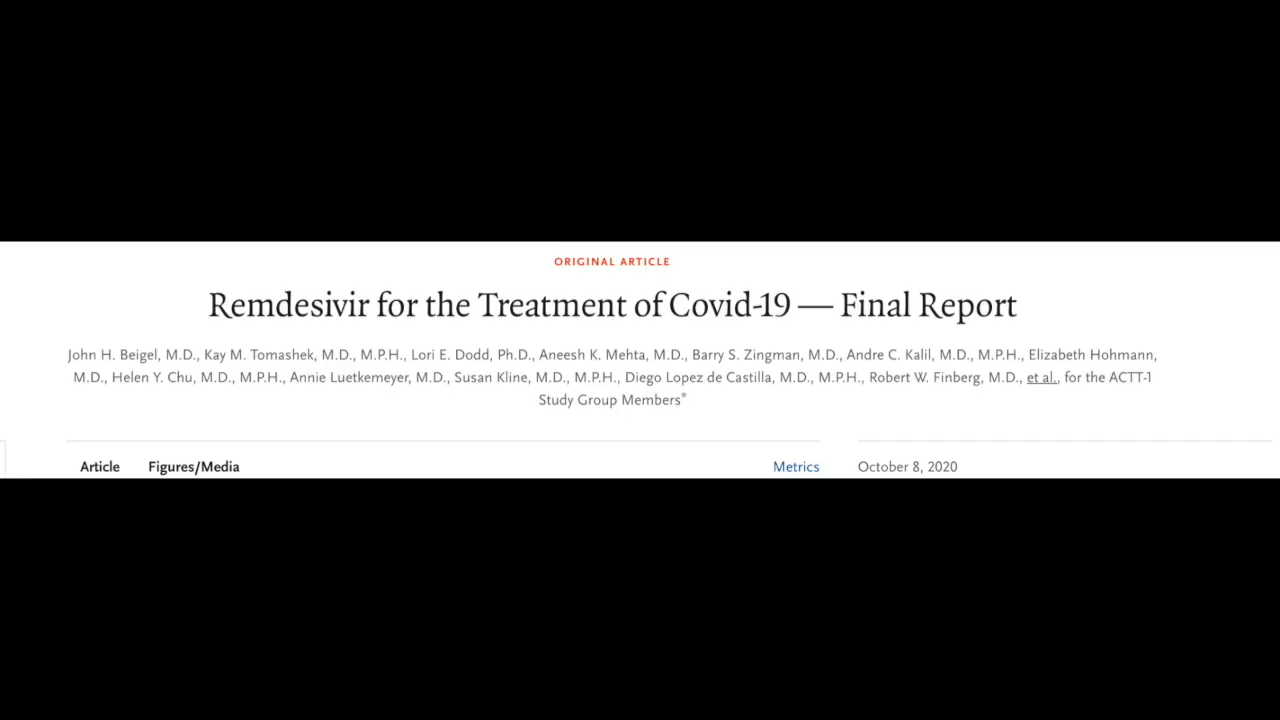 ORIGINAL ARTICLE
Remdesivir for the Treatment of Covid-19 — Final Report
John H. Beigel, M.D., Kay M. Tomashek, M.D., M.P.H., Lori E. Dodd, Ph.D., Aneesh K. Mehta, M.D., Barry S. Zingman, M.D., Andre C. Kalil, M.D., M.P.H., Elizabeth Hohmann,
M.D., Helen Y. Chu, M.D., M.P.H., Annie Luetkemeyer, M.D., Susan Kline, M.D., M.P.H., Diego Lopez de Castilla, M.D., M.P.H., Robert W. Finberg, M.D., et al., for the ACTT-1
Study Group Members*
Article Figures/Media Metrics October 8, 2020